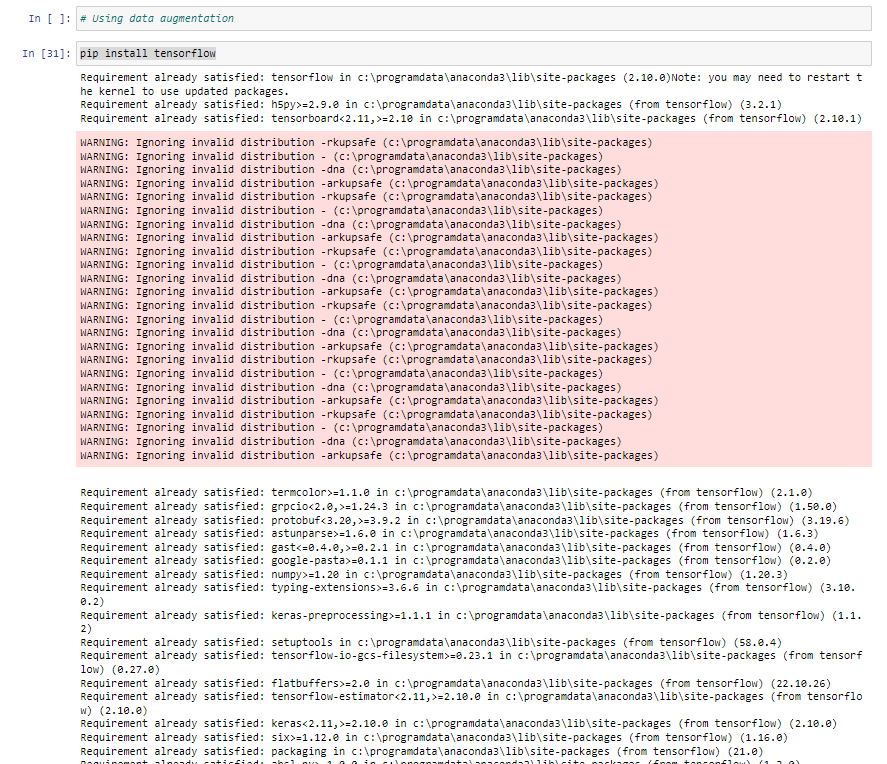 In [ ]: # Using data augmentation
In [31]: pip install tensorflow
Requirement already satisfied: tensorflow in c:\programdata\anaconda3\lib\site-packages (2.10.0)Note: you may need to restart t
he kernel to use updated packages.
Requirement already satisfied: h5py>=2.9.0 in c:\programdata\anaconda3\lib\site-packages (from tensorflow) (3.2.1)
Requirement already satisfied: tensorboard<2.11,>=2.10 in c:\programdata\anaconda3\lib\site-packages (from tensorflow) (2.10.1)
WARNING: Ignoring invalid distribution -rkupsafe (c:\programdata\anaconda3\lib\site-packages)
WARNING: Ignoring invalid distribution - (c:\programdata\anaconda3\lib\site-packages)
WARNING: Ignoring invalid distribution -dna (c:\programdata\anaconda3\lib\site-packages)
WARNING: Ignoring invalid distribution -arkupsafe (c:\programdata\anaconda3\lib\site-packages)
WARNING: Ignoring invalid distribution -rkupsafe (c:\programdata\anaconda3\lib\site-packages)
WARNING: Ignoring invalid distribution - (c:\programdata\anaconda3\lib\site-packages)
WARNING: Ignoring invalid distribution -dna (c:\programdata\anaconda3\lib\site-packages)
WARNING: Ignoring invalid distribution -arkupsafe (c:\programdata\anaconda3\lib\site-packages)
WARNING: Ignoring invalid distribution -rkupsafe (c:\programdata\anaconda3\lib\site-packages)
WARNING: Ignoring invalid distribution - (c:\programdata\anaconda3\lib\site-packages)
WARNING: Ignoring invalid distribution -dna (c:\programdata\anaconda3\lib\site-packages)
WARNING: Ignoring invalid distribution -arkupsafe (c:\programdata\anaconda3\lib\site-packages)
WARNING: Ignoring invalid distribution -rkupsafe (c:\programdata\anaconda3\lib\site-packages)
WARNING: Ignoring invalid distribution - (c:\programdata\anaconda3\lib\site-packages)
WARNING: Ignoring invalid distribution -dna (c:\programdata\anaconda3\lib\site-packages)
WARNING: Ignoring invalid distribution -arkupsafe (c:\programdata\anaconda3\lib\site-packages)
WARNING: Ignoring invalid distribution -rkupsafe (c:\programdata\anaconda3\lib\site-packages)
WARNING: Ignoring invalid distribution - (c:\programdata\anaconda3\lib\site-packages)
WARNING: Ignoring invalid distribution -dna (c:\programdata\anaconda3\lib\site-packages)
WARNING: Ignoring invalid distribution -arkupsafe (c:\programdata\anaconda3\lib\site-packages)
WARNING: Ignoring invalid distribution -rkupsafe (c:\programdata\anaconda3\lib\site-packages)
WARNING: Ignoring invalid distribution - (c:\programdata\anaconda3\lib\site-packages)
WARNING: Ignoring invalid distribution -dna (c:\programdata\anaconda3\lib\site-packages)
WARNING: Ignoring invalid distribution -arkupsafe (c:\programdata\anaconda3\lib\site-packages)
Requirement already satisfied: termcolor>=1.1.0 in c:\programdata\anaconda3\lib\site-packages (from tensorflow) (2.1.0)
Requirement already satisfied: grpcio<2.0,>=1.24.3 in c:\programdata\anaconda3\lib\site-packages (from tensorflow) (1.50.0)
Requirement already satisfied: protobuf<3.20,>=3.9.2 in c:\programdata\anaconda3\lib\site-packages (from tensorflow) (3.19.6)
Requirement already satisfied: astunparse>=1.6.0 in c:\programdata\anaconda3\lib\site-packages (from tensorflow) (1.6.3)
Requirement already satisfied: gast<=0.4.0,>=0.2.1 in c:\programdata\anaconda3\lib\site-packages (from tensorflow) (0.4.0)
Requirement already satisfied: google-pasta>=0.1.1 in c:\programdata\anaconda3\lib\site-packages (from tensorflow) (0.2.0)
Requirement already satisfied: numpy>=1.20 in c:\programdata\anaconda3\lib\site-packages (from tensorflow) (1.20.3)
Requirement already satisfied: typing-extensions>=3.6.6 in c:\programdata\anaconda3\lib\site-packages (from tensorflow) (3.10.
0.2)
Requirement already satisfied: keras-preprocessing>=1.1.1 in c:\programdata\anaconda3\lib\site-packages (from tensorflow) (1.1.
2)
Requirement already satisfied: setuptools in c:\programdata\anaconda3\lib\site-packages (from tensorflow) (58.0.4)
Requirement already satisfied: tensorflow-io-gcs-filesystem>=0.23.1 in c:\programdata\anaconda3\lib\site-packages (from tensorf
low) (0.27.0)
Requirement already satisfied: flatbuffers>=2.0 in c:\programdata\anaconda3\lib\site-packages (from tensorflow) (22.10.26)
Requirement already satisfied: tensorflow-estimator<2.11,>=2.10.0 in c:\programdata\anaconda3\lib\site-packages (from tensorflo
w) (2.10.0)
Requirement already satisfied: keras<2.11,>=2.10.0 in c:\programdata\anaconda3\lib\site-packages (from tensorflow) (2.10.0)
Requirement already satisfied: six>=1.12.0 in c:\programdata\anaconda3\lib\site-packages (from tensorflow) (1.16.0)
Requirement already satisfied: packaging in c:\programdata\anaconda3\lib\site-packages (from tensorflow) (21.0)